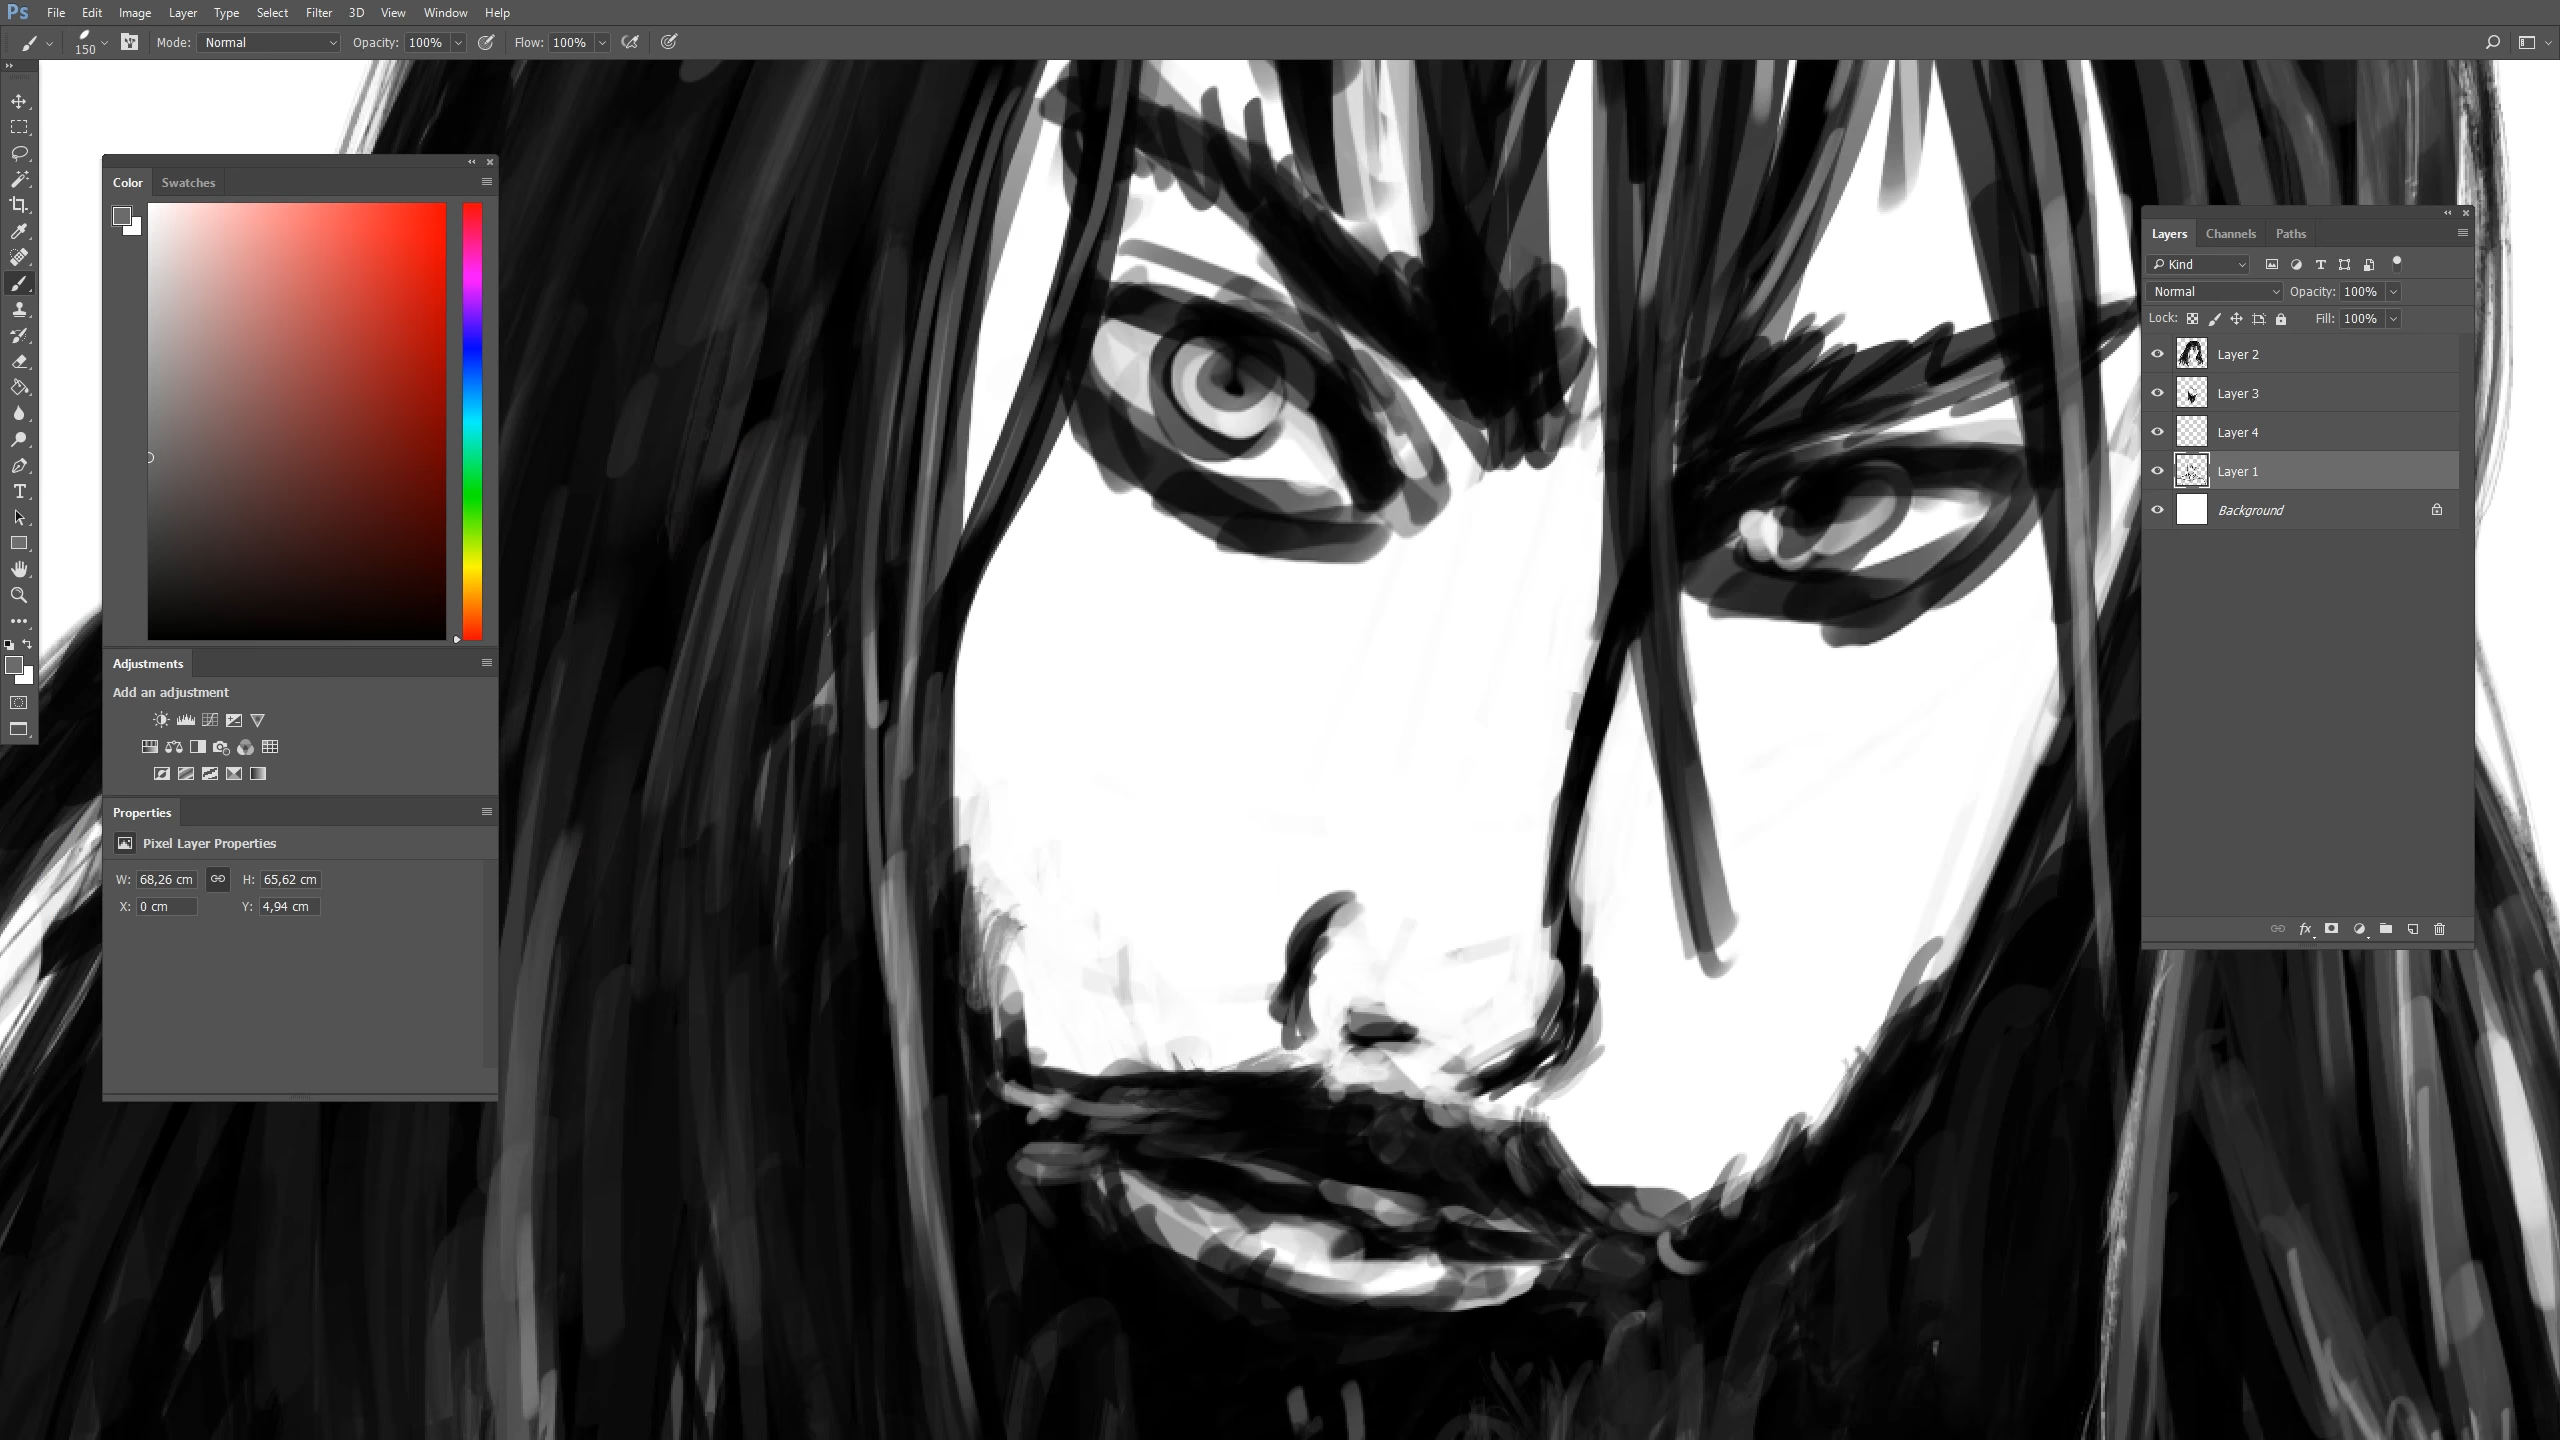 Ps File Edit Image Layer Type Select Filter 3D View Window Help
150 Mode: Normal Opacity: 100% Flow: 100%
Color Swatches
Adjustments
Add an adjustment
Properties
Pixel Layer Properties
W: 68,26 cm H: 65,62 cm
X: 0 cm Y: 4,94 cm
Layers Channels Paths
Kind
Normal Opacity: 100%
Lock: Fill: 100%
Layer 2
Layer 3
Layer 4
Layer 1
Background
fx